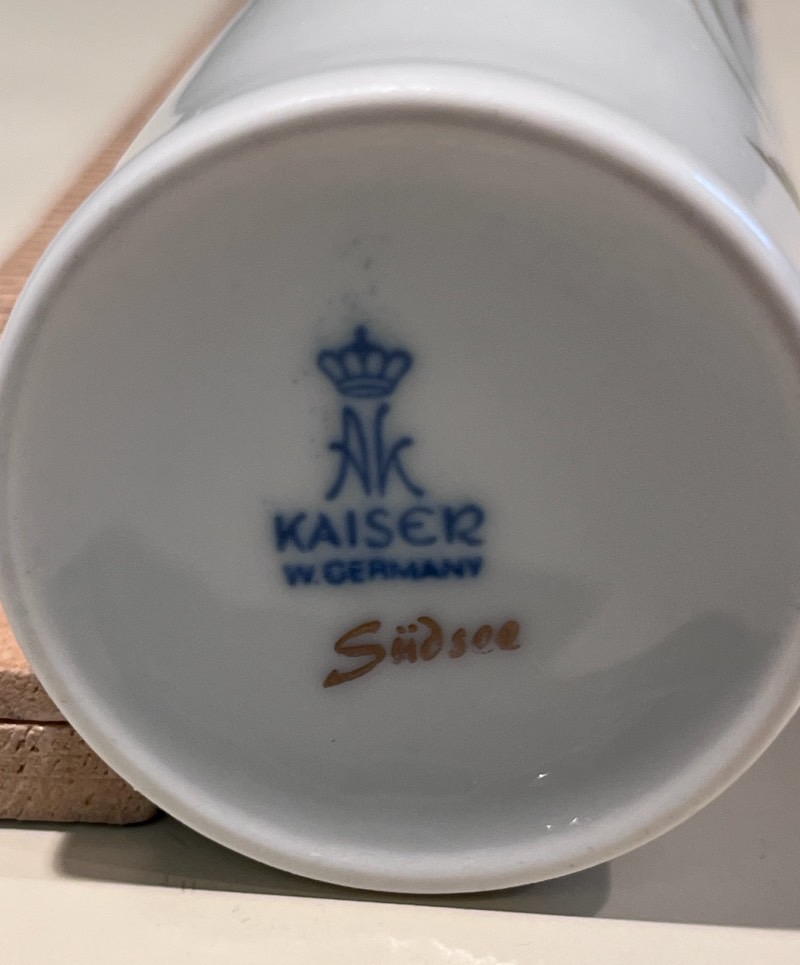 AK
KAISER
W. GERMANY
Südsee